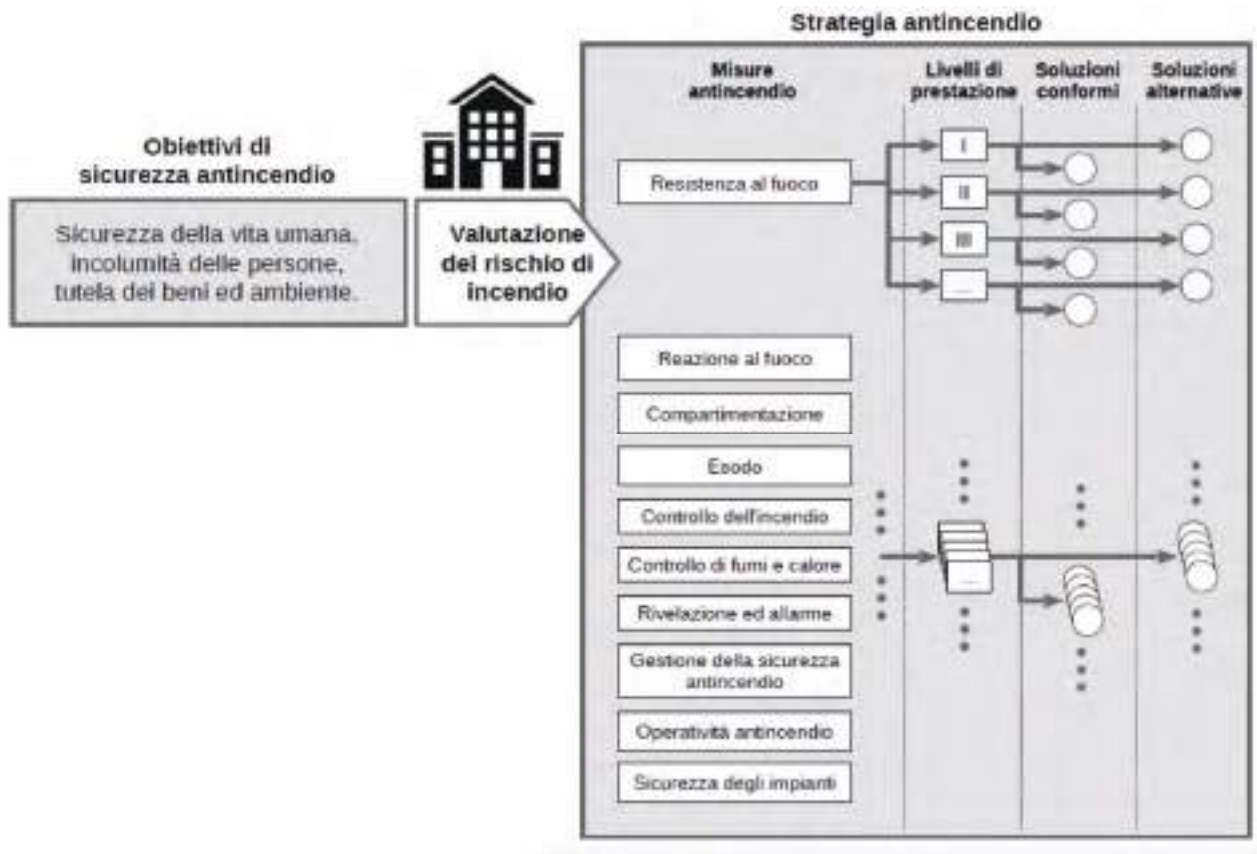 Strategia antincendio
Obiettivi di
sicurezza antincendio
Sicurezza della vita umana,
incolumità delle persone,
tutela dei beni ed ambiente.
Valutazione
del rischio di
incendio
Misure
antincendio
Livelli di
prestazione
Soluzioni
conformi
Soluzioni
alternative
Resistenza al fuoco
I
II
III
....
Reazione al fuoco
Compartimentazione
Esodo
Controllo dell'incendio
Controllo di fumi e calore
Rivelazione ed allarme
Gestione della sicurezza
antincendio
Operatività antincendio
Sicurezza degli impianti
....